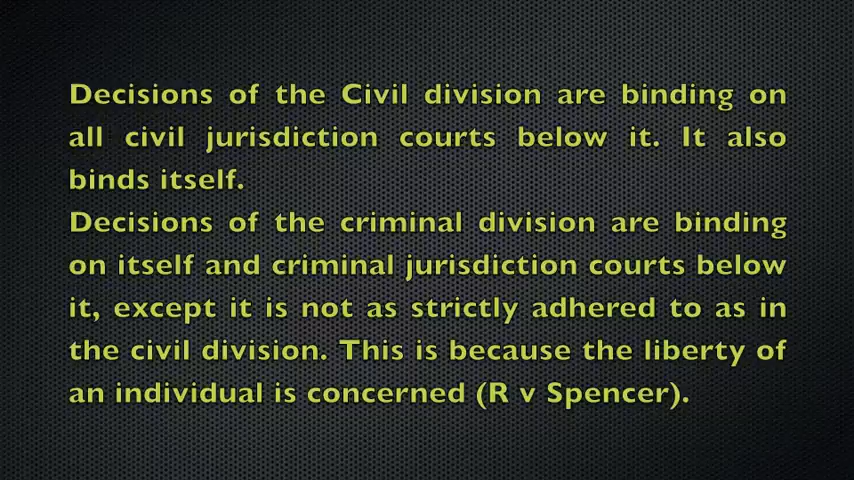 Decisions of the Civil division are binding on
all civil jurisdiction courts below it. It also
binds itself.
Decisions of the criminal division are binding
on itself and criminal jurisdiction courts below
it, except it is not as strictly adhered to as in
the civil division. This is because the liberty of
an individual is concerned (R v Spencer).